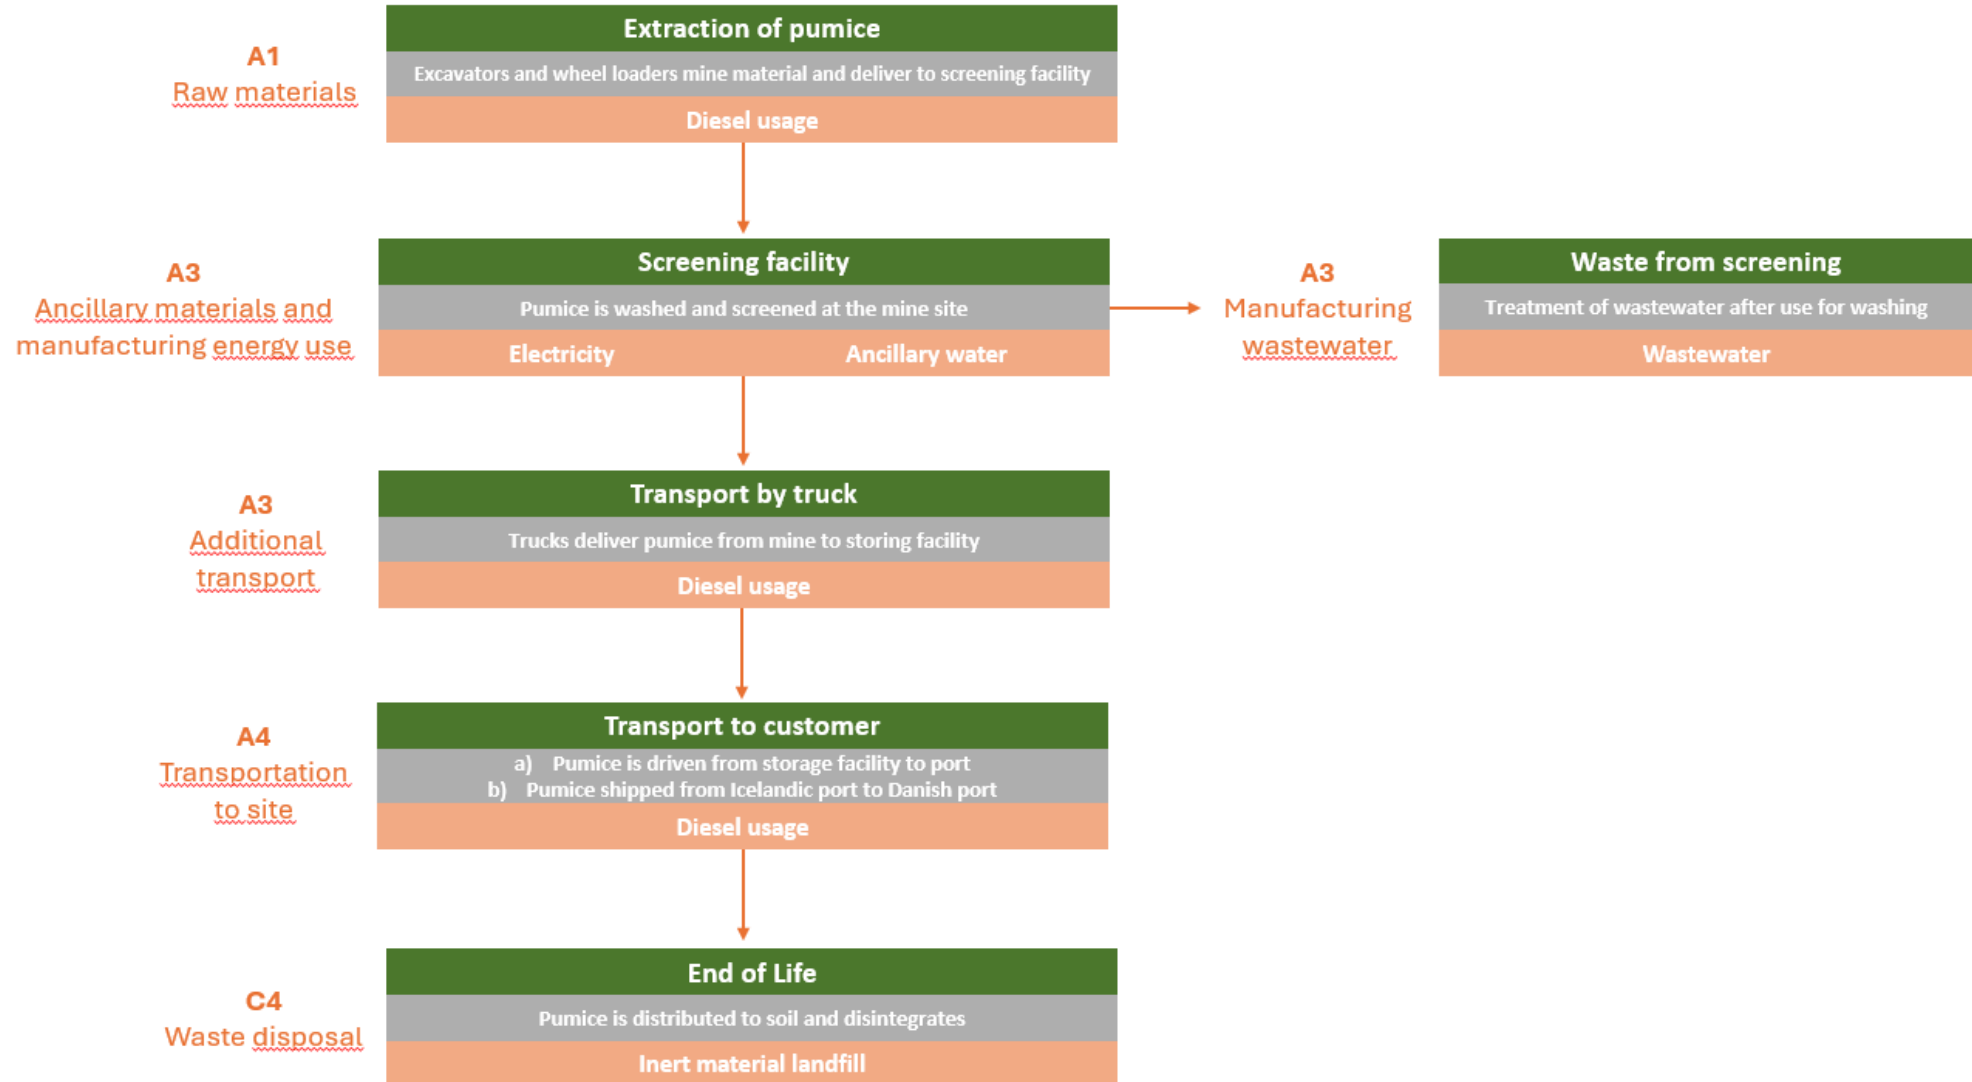 Extraction of pumice
A1
Raw materials
Excavators and wheel loaders mine material and deliver to screening facility
Diesel usage
A3
Ancillary materials and
manufacturing energy use
Screening facility
Pumice is washed and screened at the mine site
Electricity
Ancillary water
A3
Manufacturing
wastewater
Waste from screening
Treatment of wastewater after use for washing
Wastewater
A3
Additional
transport
Transport by truck
Trucks deliver pumice from mine to storing facility
Diesel usage
A4
Transportation
to site
Transport to customer
a) Pumice is driven from storage facility to port
b) Pumice shipped from Icelandic port to Danish port
Diesel usage
C4
Waste disposal
End of Life
Pumice is distributed to soil and disintegrates
Inert material landfill